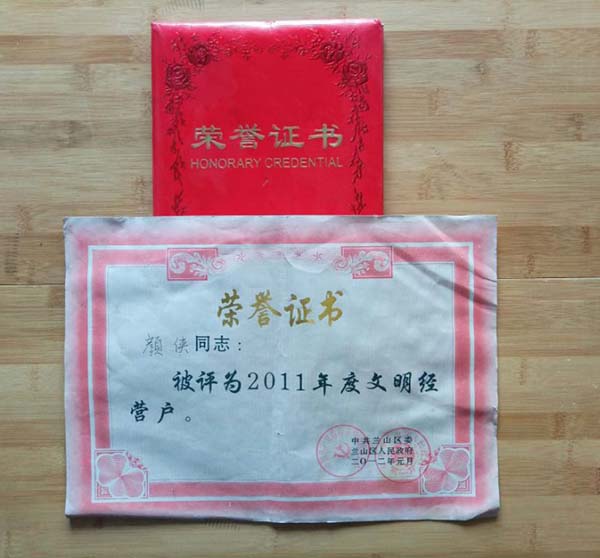 荣誉证书
HONORARY CREDENTIAL
荣誉证书
颜侠同志：
被评为2011年度文明经
营户。
中共兰山区委
兰山区人民政府
二〇一二年元月